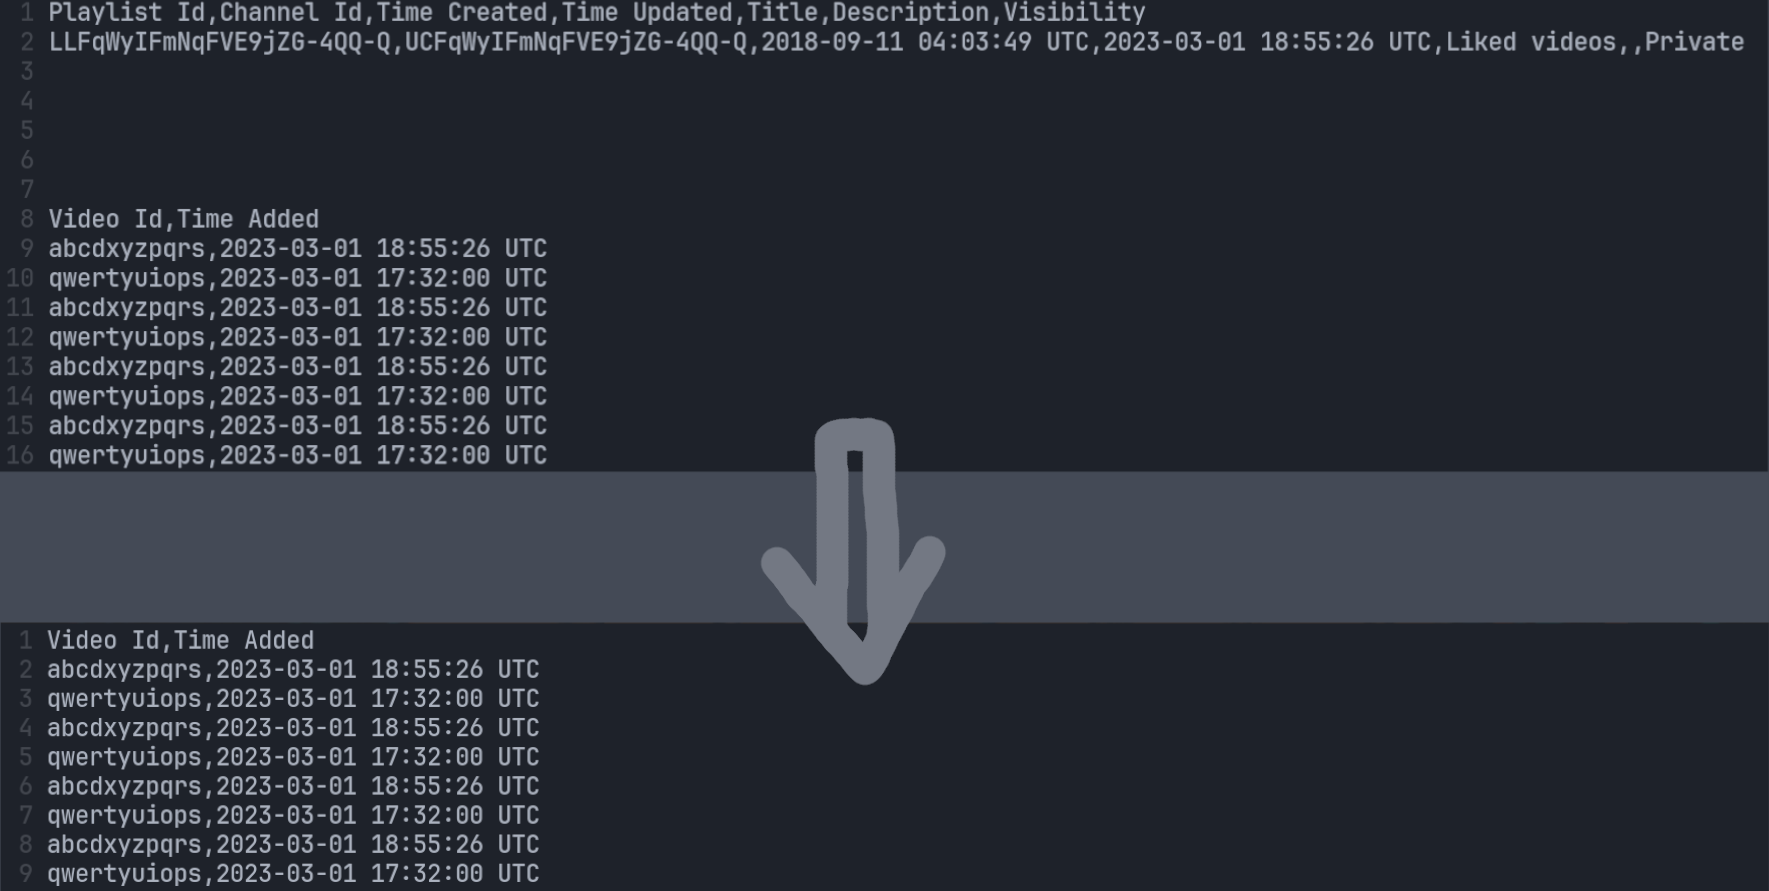 1 Playlist Id,Channel Id,Time Created,Time Updated,Title,Description,Visibility
2 LLFqWyIFmNqFVE9jZG-4QQ-Q,UCFqWyIFmNqFVE9jZG-4QQ-Q,2018-09-11 04:03:49 UTC,2023-03-01 18:55:26 UTC,Liked videos,,Private
3
4
5
6
7
8 Video Id,Time Added
9 abcdxyzpqrs,2023-03-01 18:55:26 UTC
10 qwertyuiops,2023-03-01 17:32:00 UTC
11 abcdxyzpqrs,2023-03-01 18:55:26 UTC
12 qwertyuiops,2023-03-01 17:32:00 UTC
13 abcdxyzpqrs,2023-03-01 18:55:26 UTC
14 qwertyuiops,2023-03-01 17:32:00 UTC
15 abcdxyzpqrs,2023-03-01 18:55:26 UTC
16 qwertyuiops,2023-03-01 17:32:00 UTC
1 Video Id,Time Added
2 abcdxyzpqrs,2023-03-01 18:55:26 UTC
3 qwertyuiops,2023-03-01 17:32:00 UTC
4 abcdxyzpqrs,2023-03-01 18:55:26 UTC
5 qwertyuiops,2023-03-01 17:32:00 UTC
6 abcdxyzpqrs,2023-03-01 18:55:26 UTC
7 qwertyuiops,2023-03-01 17:32:00 UTC
8 abcdxyzpqrs,2023-03-01 18:55:26 UTC
9 qwertyuiops,2023-03-01 17:32:00 UTC